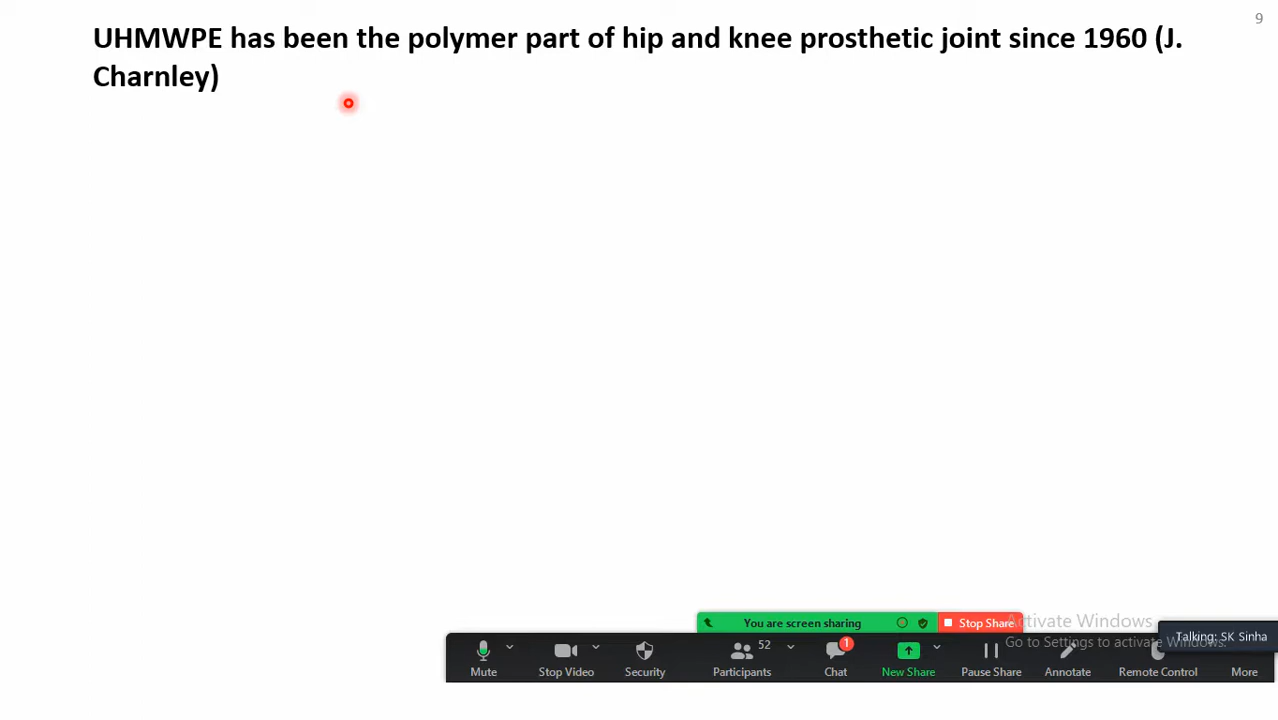 9
UHMWPE has been the polymer part of hip and knee prosthetic joint since 1960 (J.
Charnley)
You are screen sharing
Stop Share
Activate Windows
Go to Settings to activate Windows.
Talking: SK Sinha
52
1
Mute
Stop Video
Security
Participants
Chat
New Share
Pause Share
Annotate
Remote Control
More